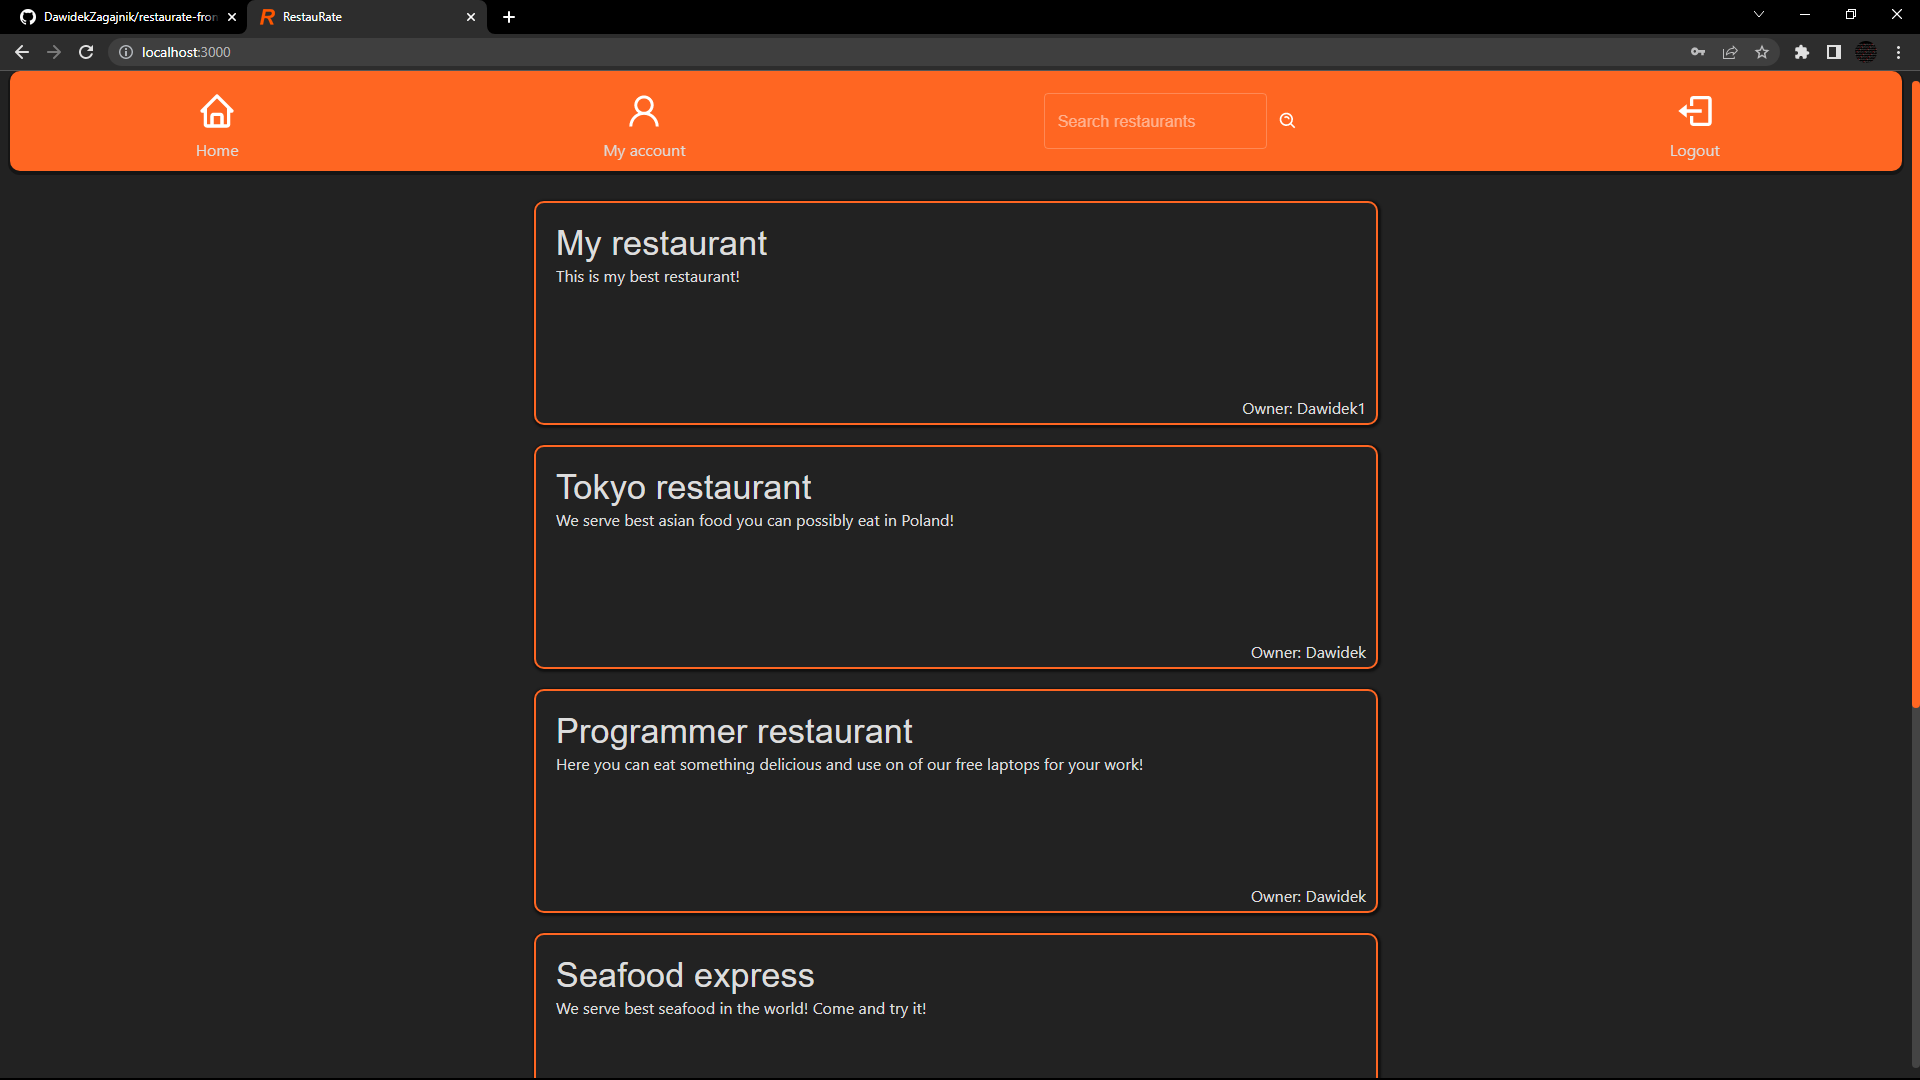 DawidekZagajnik/restaurate-fron
RestauRate
localhost:3000
Home
My account
Search restaurants
Logout
My restaurant
This is my best restaurant!
Owner: Dawidek1
Tokyo restaurant
We serve best asian food you can possibly eat in Poland!
Owner: Dawidek
Programmer restaurant
Here you can eat something delicious and use on of our free laptops for your work!
Owner: Dawidek
Seafood express
We serve best seafood in the world! Come and try it!